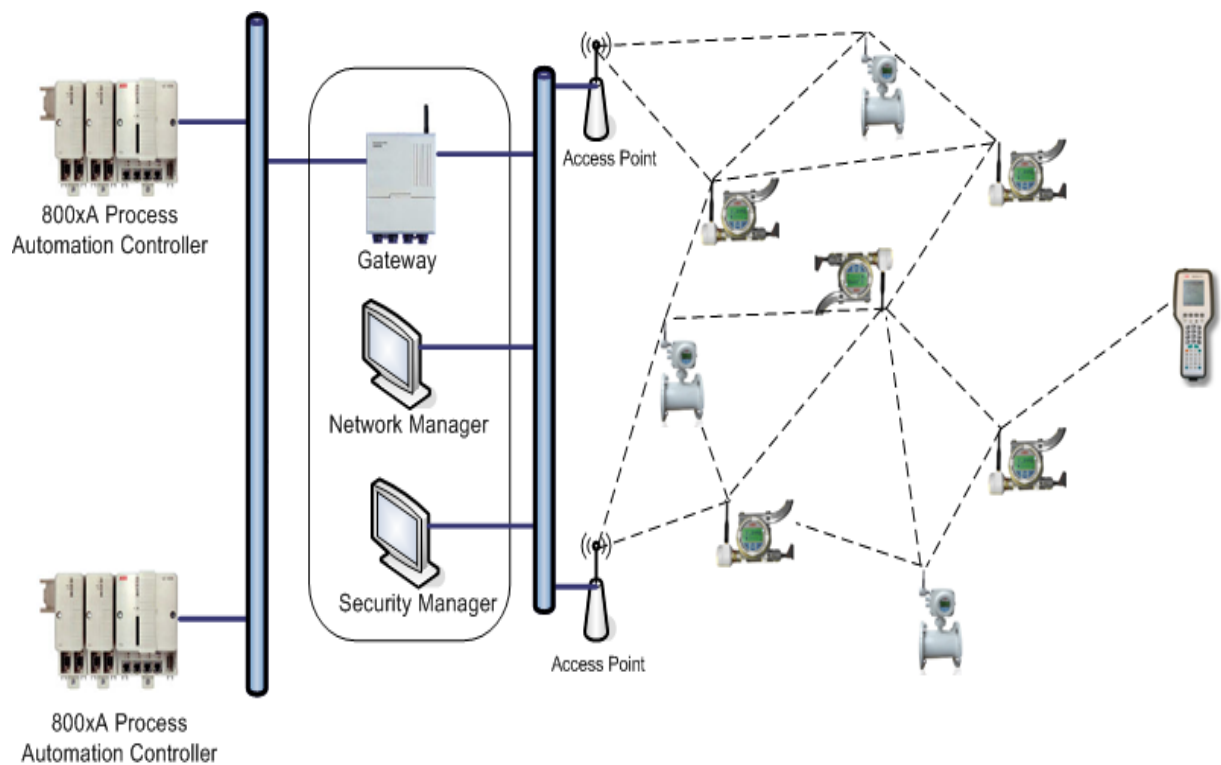 800xA Process
Automation Controller
Gateway
Network Manager
Security Manager
Access Point
Access Point
800xA Process
Automation Controller